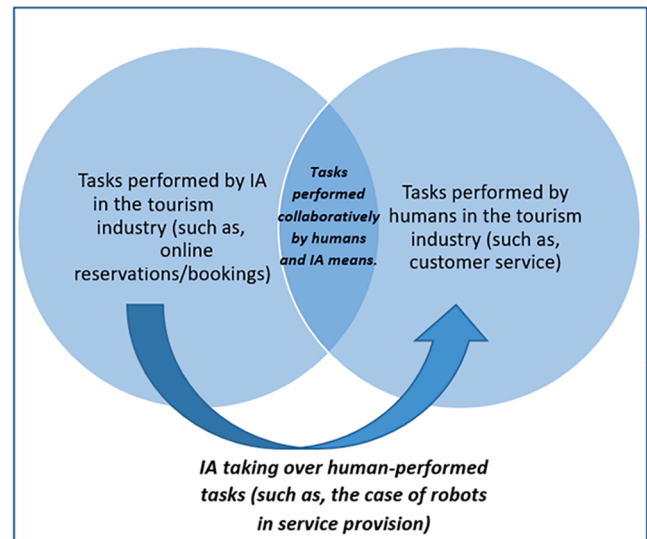 Tasks performed by IA
in the tourism
industry (such as,
online
reservations/bookings)
Tasks
performed
collaboratively
by humans
and IA means.
Tasks performed by
humans in the tourism
industry (such as,
customer service)
IA taking over human-performed
tasks (such as, the case of robots
in service provision)